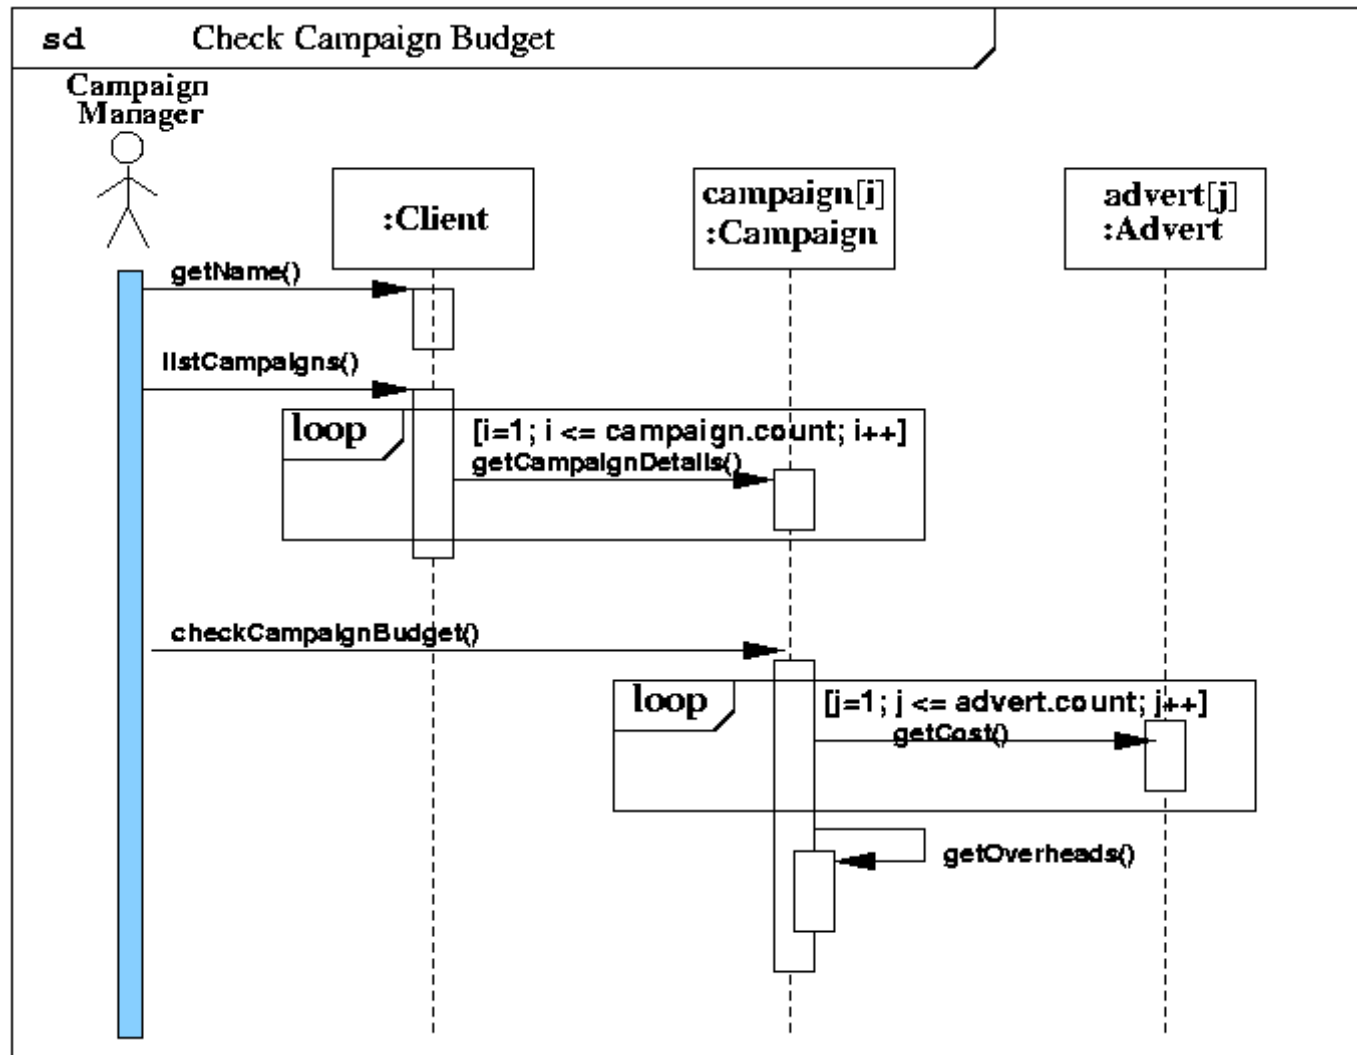 sd Check Campaign Budget
Campaign
Manager
:Client
campaign[i]
:Campaign
advert[j]
:Advert
getName()
listCampaigns()
loop [i=1; i <= campaign.count; i++]
getCampaignDetails()
checkCampaignBudget()
loop [j=1; j <= advert.count; j++]
getCost()
getOverheads()